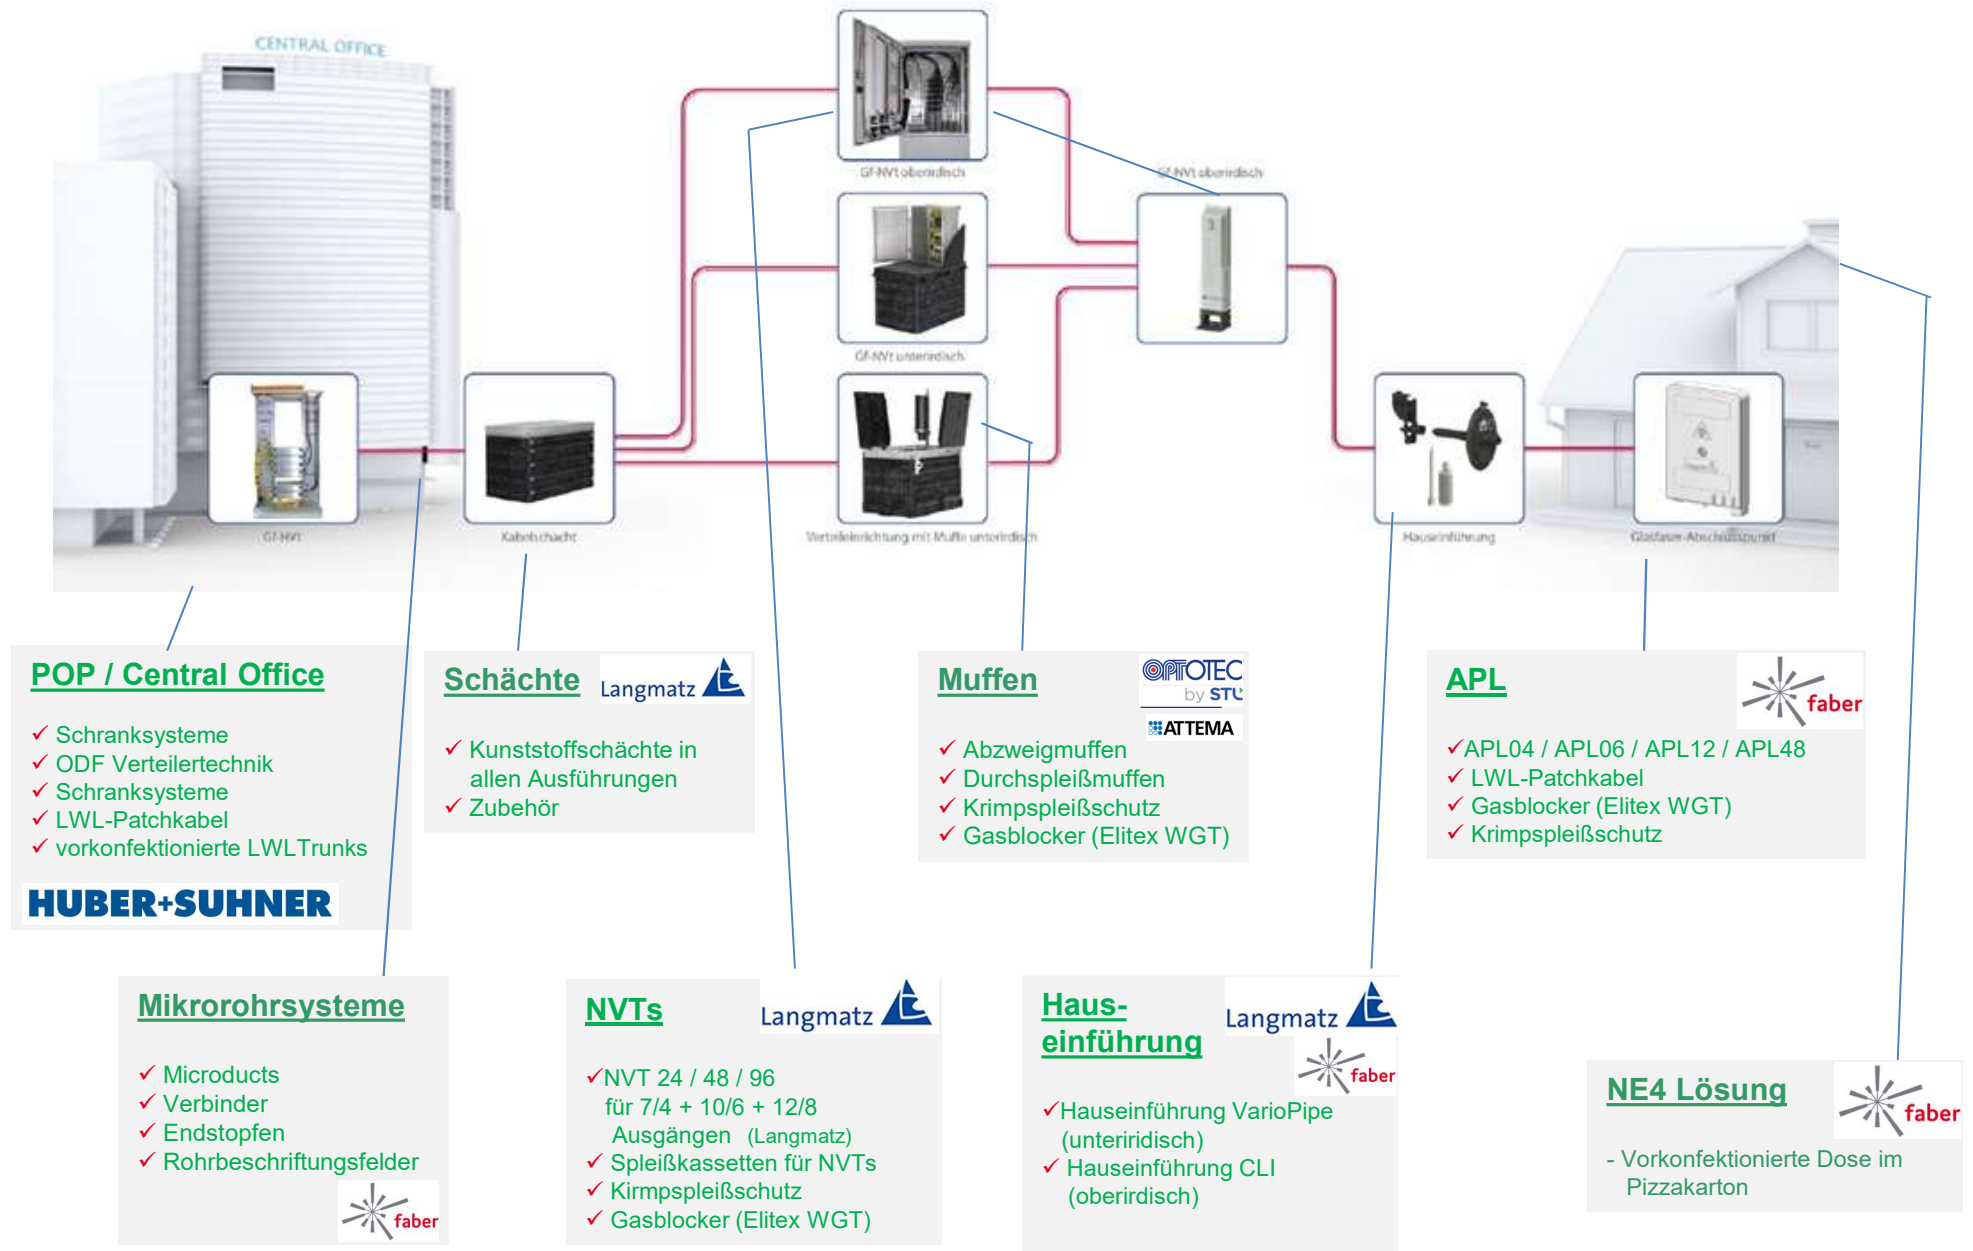 CENTRAL OFFICE
Gf-NVt oberirdisch
Gf-NVt oberirdisch
Gf-NVt unterirdisch
Gf-HVt
Kabelschacht
Verteileinrichtung mit Muffe unterirdisch
Hauseinführung
Glasfaser-Abschlusspunkt
POP / Central Office
Schranksysteme
ODF Verteilertechnik
Schranksysteme
LWL-Patchkabel
vorkonfektionierte LWLTrunks
HUBER+SUHNER
Schächte
Langmatz
Kunststoffschächte in
allen Ausführungen
Zubehör
Muffen
OPTOTEC
by STL
ATTEMA
Abzweigmuffen
Durchspleißmuffen
Krimpspleißschutz
Gasblocker (Elitex WGT)
APL
faber
APL04 / APL06 / APL12 / APL48
LWL-Patchkabel
Gasblocker (Elitex WGT)
Krimpspleißschutz
Mikrorohrsysteme
Microducts
Verbinder
Endstopfen
Rohrbeschriftungsfelder
faber
NVTs
Langmatz
NVT 24 / 48 / 96
für 7/4 + 10/6 + 12/8
Ausgängen (Langmatz)
Spleißkassetten für NVTs
Kirmpspleißschutz
Gasblocker (Elitex WGT)
Haus-
einführung
Langmatz
faber
Hauseinführung VarioPipe
(unteriridisch)
Hauseinführung CLI
(oberirdisch)
NE4 Lösung
faber
- Vorkonfektionierte Dose im
Pizzakarton